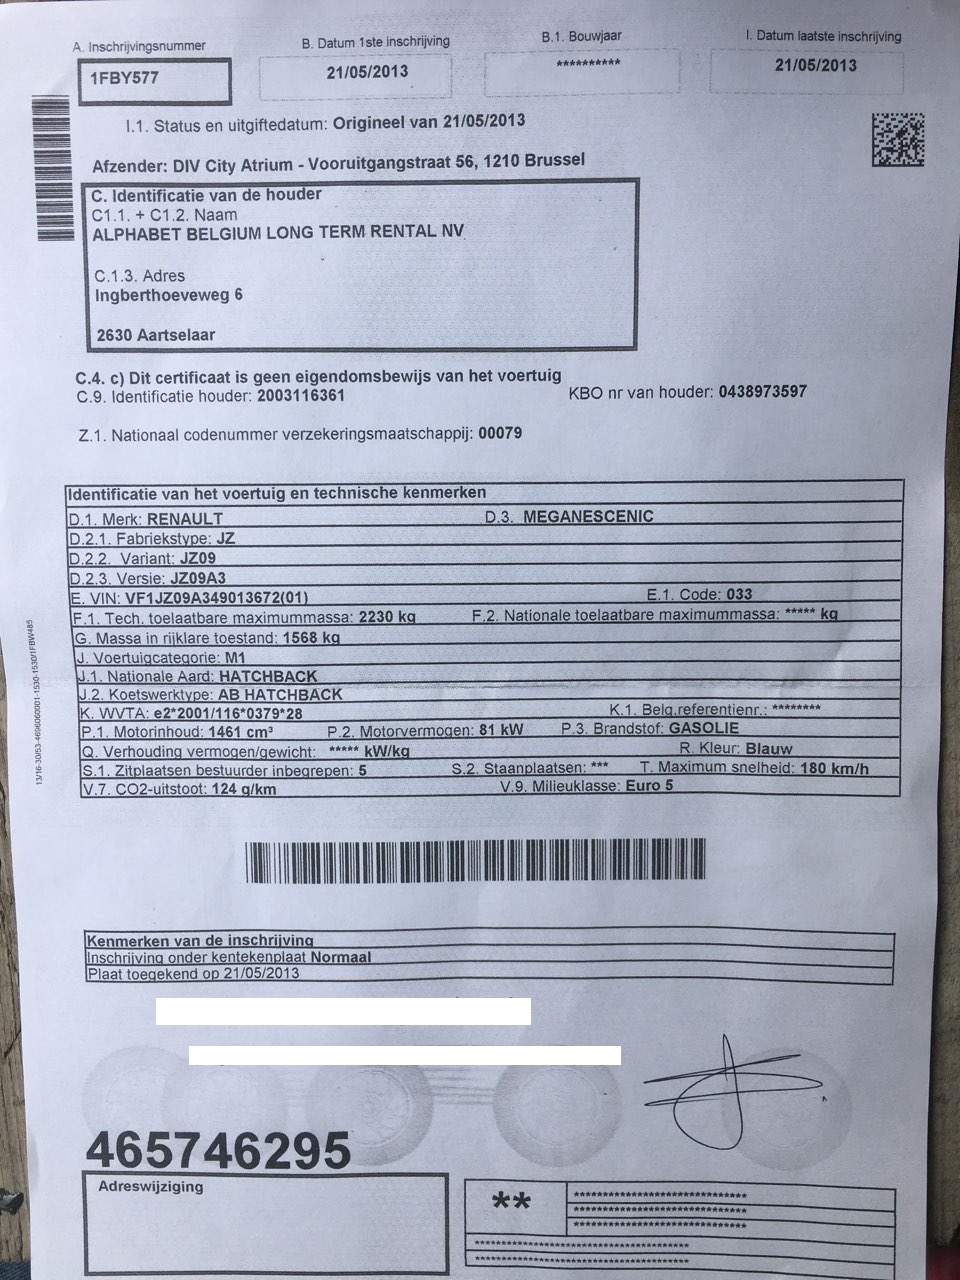 A. Inschrijvingsnummer
1FBY577
B. Datum 1ste inschrijving
21/05/2013
B.1. Bouwjaar
**********
I. Datum laatste inschrijving
21/05/2013
I.1. Status en uitgiftedatum: Origineel van 21/05/2013
Afzender: DIV City Atrium - Vooruitgangstraat 56, 1210 Brussel
C. Identificatie van de houder
C1.1. + C1.2. Naam
ALPHABET BELGIUM LONG TERM RENTAL NV
C.1.3. Adres
Ingberthoeveweg 6
2630 Aartselaar
C.4. c) Dit certificaat is geen eigendomsbewijs van het voertuig
C.9. Identificatie houder: 2003116361 KBO nr van houder: 0438973597
Z.1. Nationaal codenummer verzekeringsmaatschappij: 00079
Identificatie van het voertuig en technische kenmerken
D.1. Merk: RENAULT D.3. MEGANESCENIC
D.2.1. Fabriekstype: JZ
D.2.2. Variant: JZ09
D.2.3. Versie: JZ09A3
E. VIN: VF1JZ09A349013672(01) E.1. Code: 033
F.1. Tech. toelaatbare maximummassa: 2230 kg F.2. Nationale toelaatbare maximummassa: ***** kg
G. Massa in rijklare toestand: 1568 kg
J. Voertuigcategorie: M1
J.1. Nationale Aard: HATCHBACK
J.2. Koetswerktype: AB HATCHBACK
K. WVTA: e2*2001/116*0379*28 K.1. Belg.referentienr.: ********
P.1. Motorinhoud: 1461 cm³ P.2. Motorvermogen: 81 kW P.3. Brandstof: GASOLIE
Q. Verhouding vermogen/gewicht: ***** kW/kg R. Kleur: Blauw
S.1. Zitplaatsen bestuurder inbegrepen: 5 S.2. Staanplaatsen: *** T. Maximum snelheid: 180 km/h
V.7. CO2-uitstoot: 124 g/km V.9. Milieuklasse: Euro 5
Kenmerken van de inschrijving
Inschrijving onder kentekenplaat Normaal
Plaat toegekend op 21/05/2013
465746295
Adreswijziging
**
******************************
******************************
******************************
*************************************
*************************************